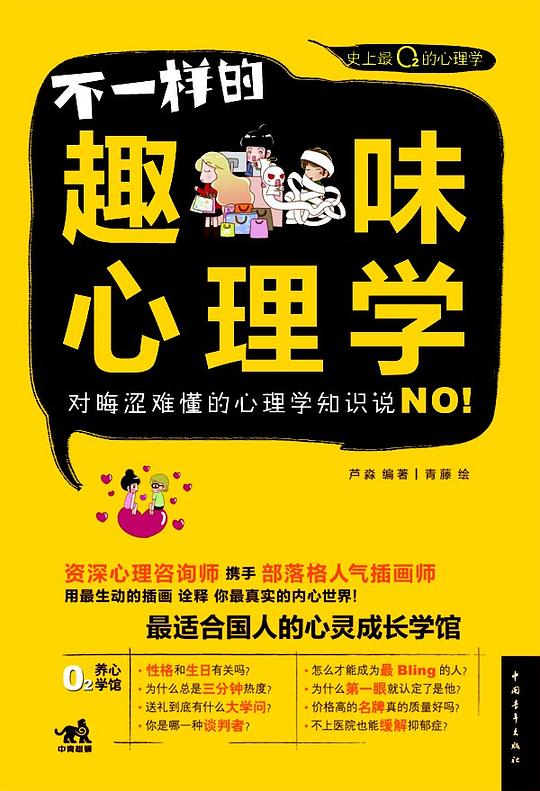 史上最O₂的心理学
不一样的
趣味
心理学
对晦涩难懂的心理学知识说NO!
芦淼 编著 | 青藤 绘
资深心理咨询师 携手 部落格人气插画师
用最生动的插画 诠释 你最真实的内心世界!
最适合国人的心灵成长学馆
O₂ 养心学馆
· 性格和生日有关吗?
· 为什么总是三分钟热度?
· 送礼到底有什么大学问?
· 你是哪一种谈判者?
· 怎么才能成为最 Bling 的人?
· 为什么第一眼就认定了是他?
· 价格高的名牌真的质量好吗?
· 不上医院也能缓解抑郁症?
中青雄狮
中国青年出版社